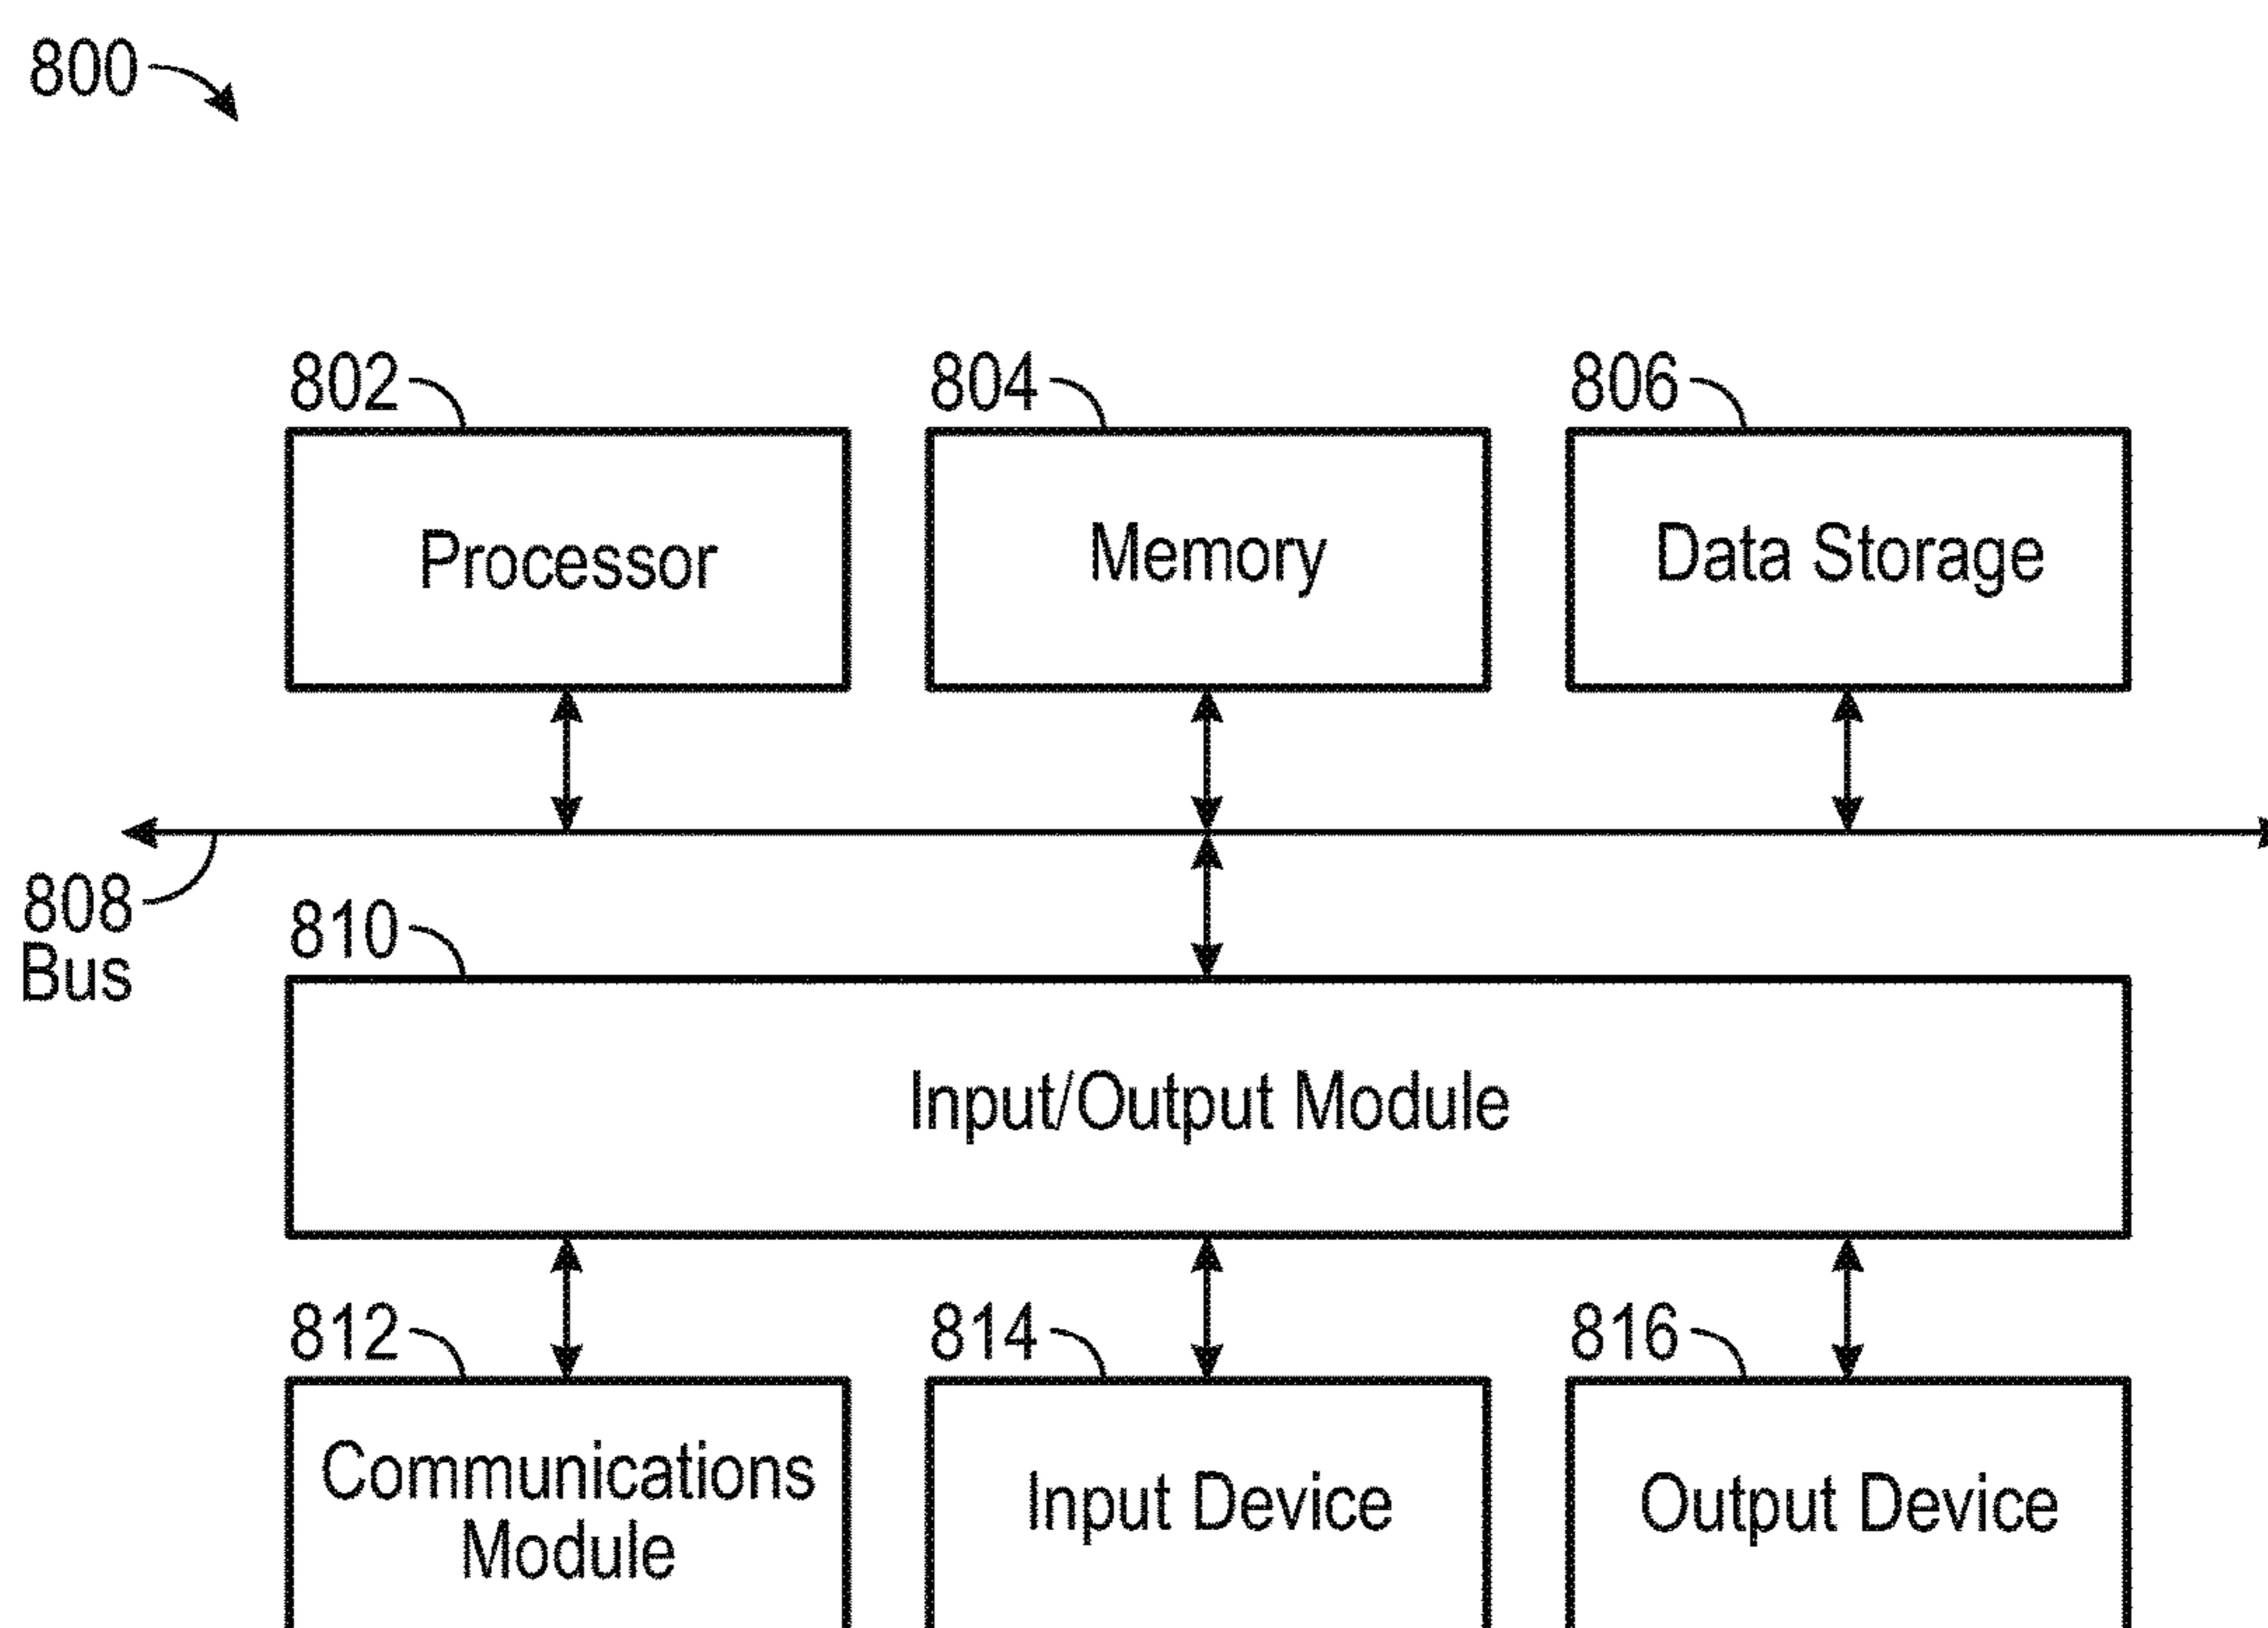 800
802
804
806
Processor
Memory
Data Storage
808
Bus
810
Input/Output Module
812
814
816
Communications
Module
Input Device
Output Device